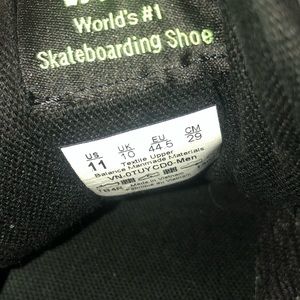 World's #1
Skateboarding Shoe
US UK EU CM
11 10 44.5 29
Textile Upper
Balance Manmade Materials
VN-0TUYCD0-Men
Made in Vietnam